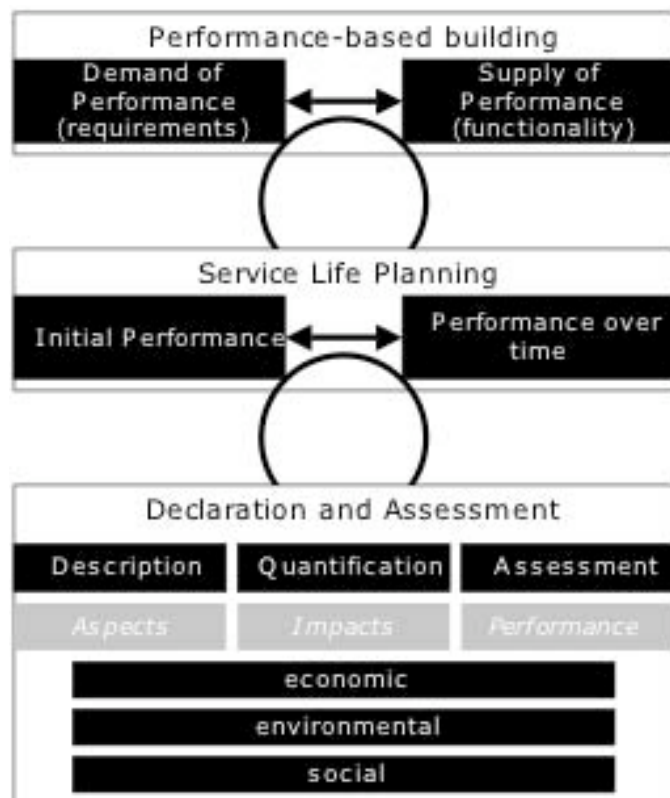 Performance-based building
Demand of
Performance
(requirements)
Supply of
Performance
(functionality)
Service Life Planning
Initial Performance
Performance over
time
Declaration and Assessment
Description
Quantification
Assessment
Aspects
Impacts
Performance
economic
environmental
social